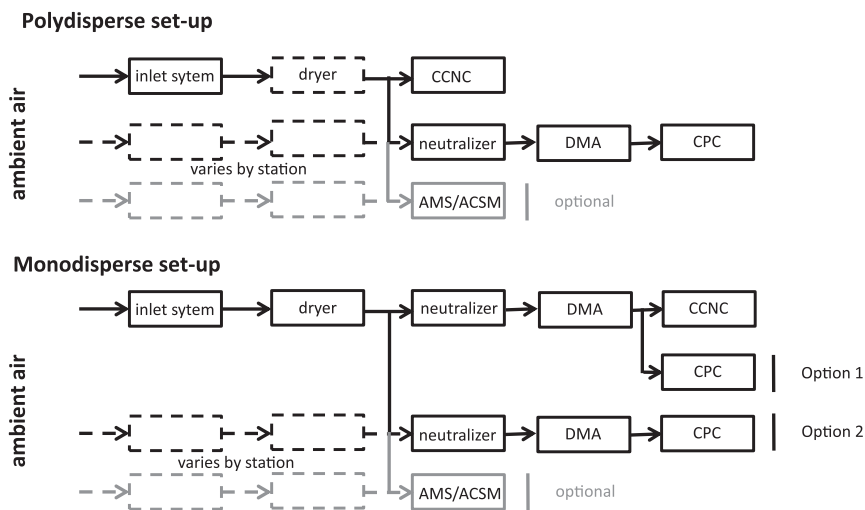 Polydisperse set-up
ambient air
inlet sytem
dryer
CCNC
neutralizer
DMA
CPC
varies by station
AMS/ACSM
optional
Monodisperse set-up
ambient air
inlet sytem
dryer
neutralizer
DMA
CCNC
CPC
Option 1
neutralizer
DMA
CPC
Option 2
varies by station
AMS/ACSM
optional